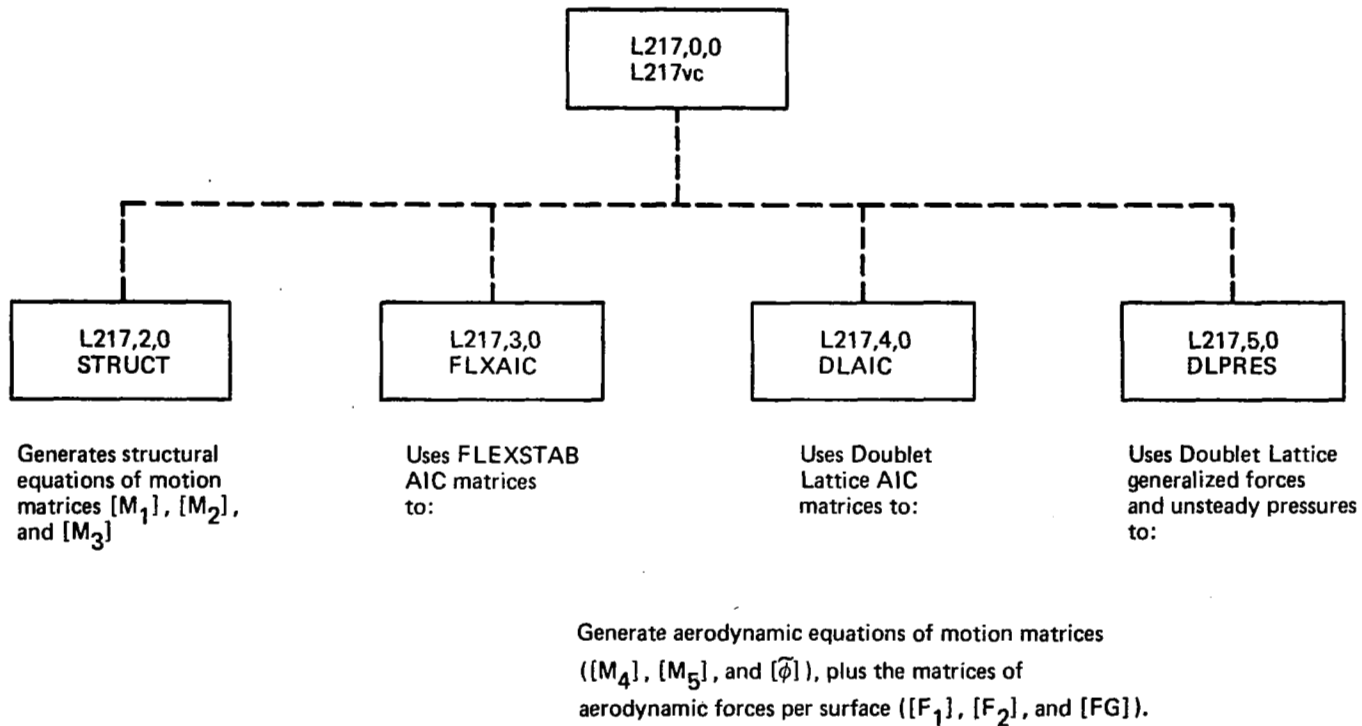 L217,0,0
L217vc
L217,2,0
STRUCT
L217,3,0
FLXAIC
L217,4,0
DLAIC
L217,5,0
DLPRES
Generates structural
equations of motion
matrices [M₁], [M₂],
and [M₃]
Uses FLEXSTAB
AIC matrices
to:
Uses Doublet
Lattice AIC
matrices to:
Uses Doublet Lattice
generalized forces
and unsteady pressures
to:
Generate aerodynamic equations of motion matrices
([M₄], [M₅], and [φ̃]), plus the matrices of
aerodynamic forces per surface ([F₁], [F₂], and [FG]).